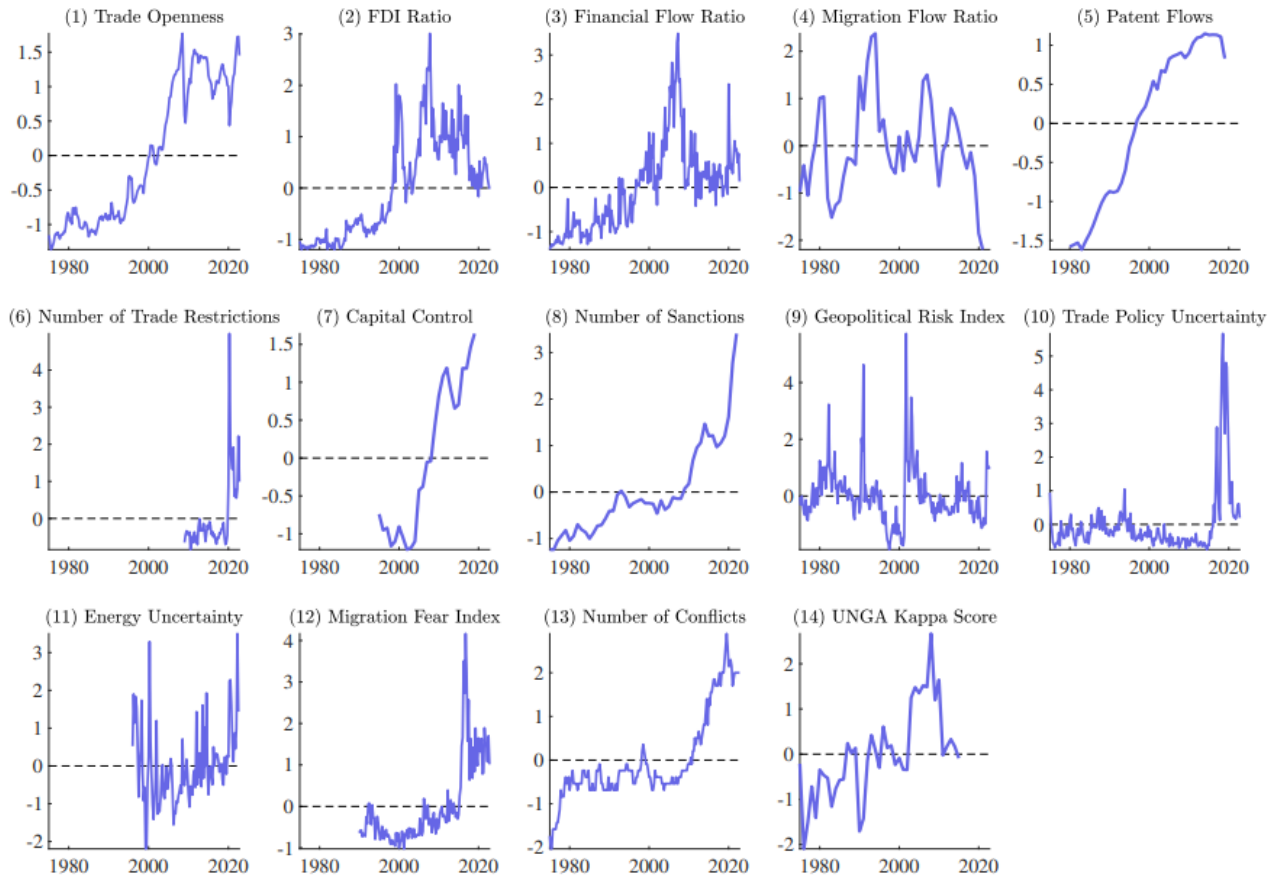 (1) Trade Openness
(2) FDI Ratio
(3) Financial Flow Ratio
(4) Migration Flow Ratio
(5) Patent Flows
1.5
1
0.5
0
-0.5
-1
1980 2000 2020
3
2
1
0
-1
1980 2000 2020
3
2
1
0
-1
1980 2000 2020
2
1
0
-1
-2
1980 2000 2020
1
0.5
0
-0.5
-1
-1.5
1980 2000 2020
(6) Number of Trade Restrictions
(7) Capital Control
(8) Number of Sanctions
(9) Geopolitical Risk Index
(10) Trade Policy Uncertainty
4
3
2
1
0
1980 2000 2020
1.5
1
0.5
0
-0.5
-1
1980 2000 2020
3
2
1
0
-1
1980 2000 2020
4
2
0
1980 2000 2020
5
4
3
2
1
0
1980 2000 2020
(11) Energy Uncertainty
(12) Migration Fear Index
(13) Number of Conflicts
(14) UNGA Kappa Score
3
2
1
0
-1
-2
1980 2000 2020
4
3
2
1
0
-1
1980 2000 2020
2
1
0
-1
-2
1980 2000 2020
2
1
0
-1
-2
1980 2000 2020